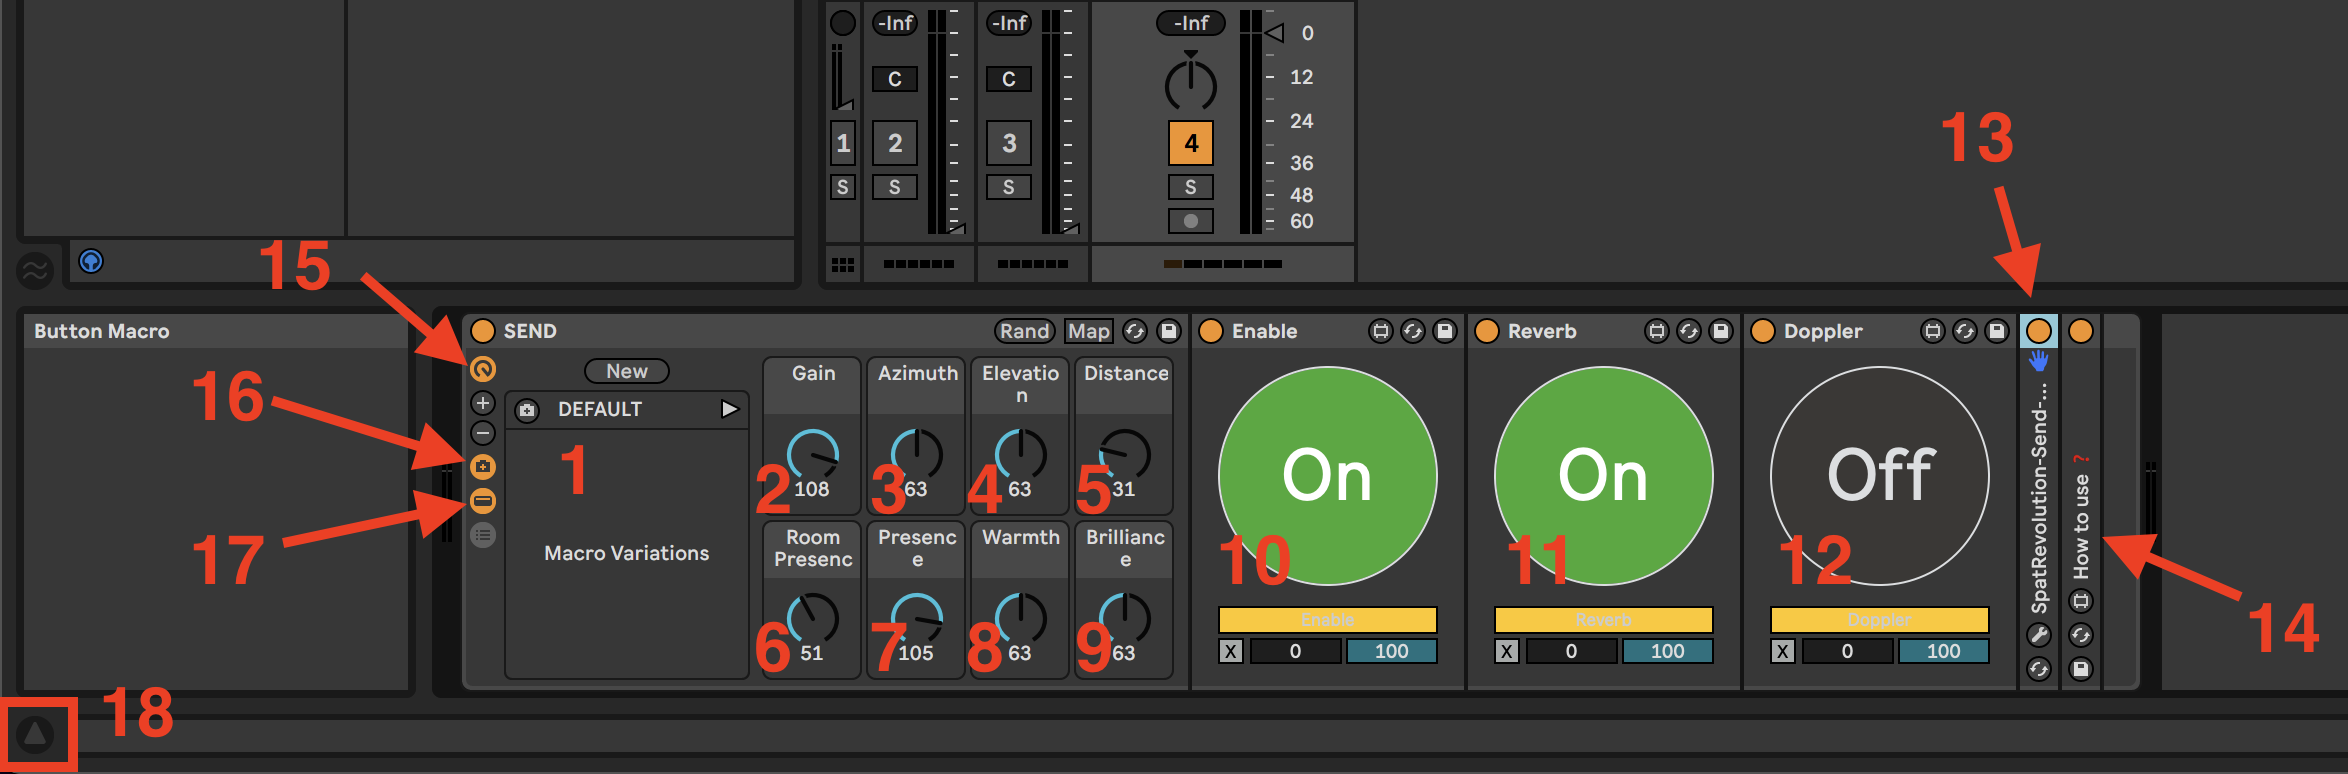 -Inf
-Inf
-Inf
0
12
24
36
48
60
C
C
1
2
3
4
S
S
S
S
13
15
16
17
18
14
Button Macro
SEND
Rand
Map
New
DEFAULT
1
Macro Variations
Gain
2
108
Azimuth
3
63
Elevatio
n
4
63
Distance
5
31
Room
Presenc
6
51
Presenc
e
7
105
Warmth
8
63
Brillianc
e
9
63
Enable
On
10
Enable
X
0
100
Reverb
On
11
Reverb
X
0
100
Doppler
Off
12
Doppler
X
0
100
SpatRevolution-Send-...
How to use ?